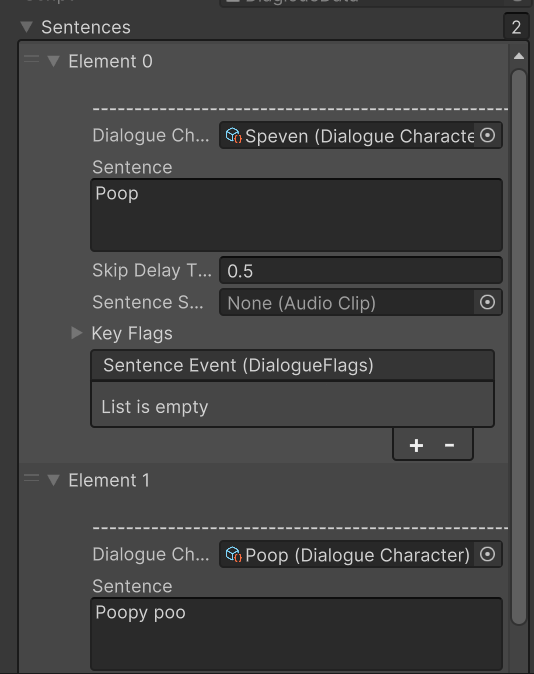 Sentences
2
Element 0
--------------------------------------------------------
Dialogue Ch... Speven (Dialogue Characte
Sentence
Poop
Skip Delay T... 0.5
Sentence S... None (Audio Clip)
Key Flags
Sentence Event (DialogueFlags)
List is empty
+ -
Element 1
--------------------------------------------------------
Dialogue Ch... Poop (Dialogue Character)
Sentence
Poopy poo